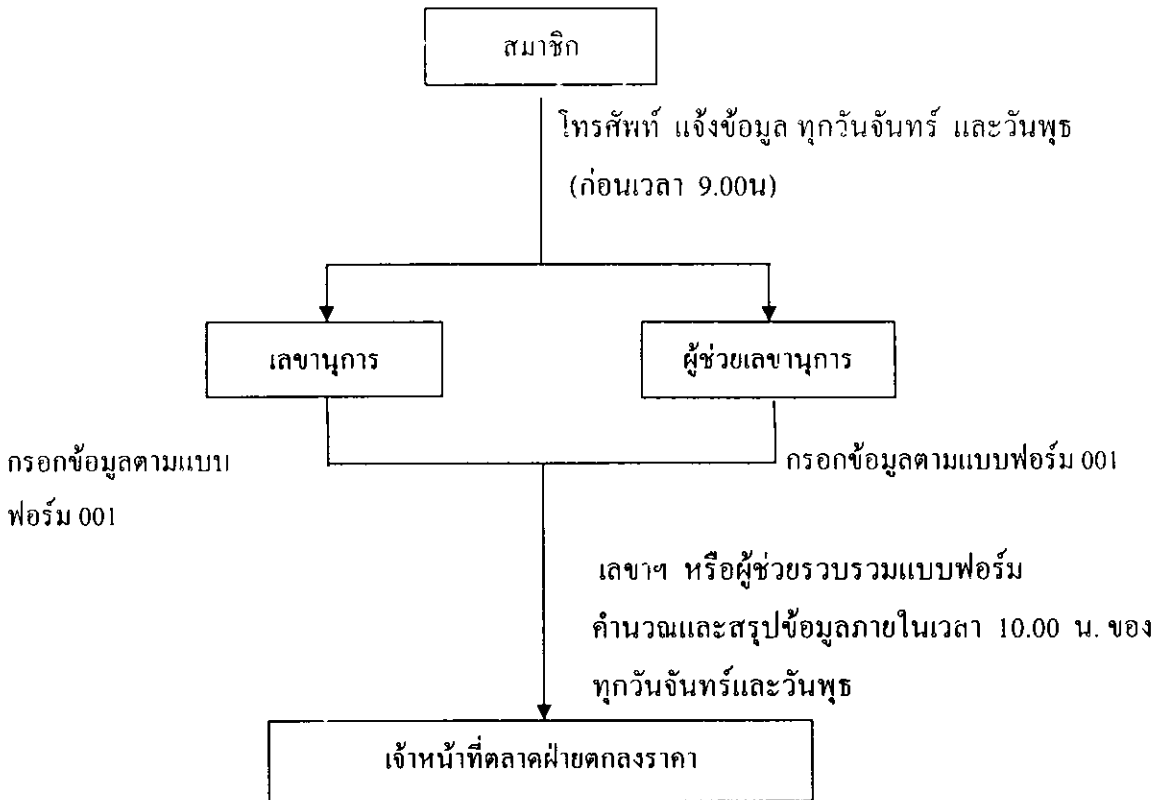 สมาชิก
โทรศัพท์ แจ้งข้อมูล ทุกวันจันทร์ และวันพุธ
(ก่อนเวลา 9.00น)
เลขานุการ
ผู้ช่วยเลขานุการ
กรอกข้อมูลตามแบบ
ฟอร์ม 001
กรอกข้อมูลตามแบบฟอร์ม 001
เลขาฯ หรือผู้ช่วยรวบรวมแบบฟอร์ม
คำนวณและสรุปข้อมูลภายในเวลา 10.00 น. ของ
ทุกวันจันทร์และวันพุธ
เจ้าหน้าที่ตลาดฝ่ายตกลงราคา